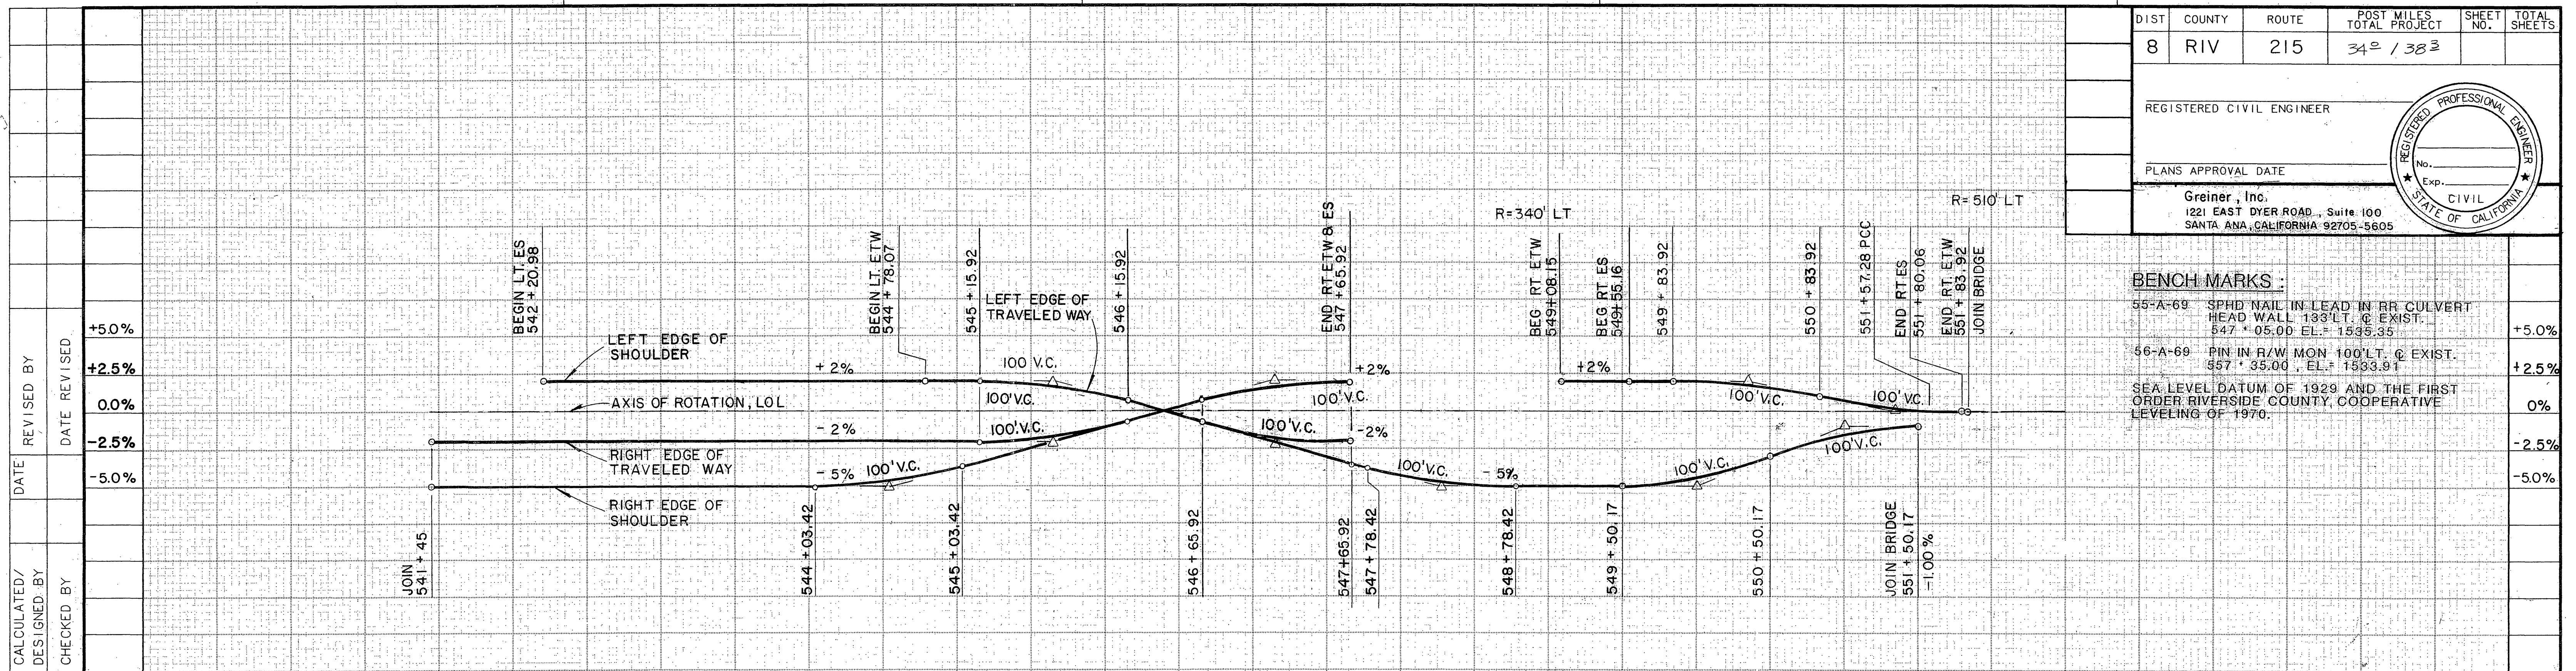 DIST COUNTY ROUTE POST MILES TOTAL PROJECT SHEET NO. TOTAL SHEETS
8 RIV 215 34⁰ / 38³
REGISTERED CIVIL ENGINEER
PLANS APPROVAL DATE
REGISTERED PROFESSIONAL ENGINEER
No.
Exp.
CIVIL
STATE OF CALIFORNIA
Greiner, Inc.
1221 EAST DYER ROAD, Suite 100
SANTA ANA, CALIFORNIA 92705-5605
BENCH MARKS :
55-A-69 SPHD NAIL IN LEAD IN RR CULVERT
HEAD WALL 133'LT. ℄ EXIST.
547 + 05.00 EL.= 1535.35
56-A-69 PIN IN R/W MON 100'LT. ℄ EXIST.
557 + 35.00 , EL.= 1533.91
SEA LEVEL DATUM OF 1929 AND THE FIRST
ORDER RIVERSIDE COUNTY, COOPERATIVE
LEVELING OF 1970.
REVISED BY
DATE REVISED
DATE
CALCULATED/
DESIGNED BY
CHECKED BY
+5.0%
+2.5%
0.0%
-2.5%
-5.0%
BEGIN LT. ES
542 + 20.98
BEGIN LT. ETW
544 + 78.07
545 + 15.92
546 + 15.92
END RT. ETW & ES
547 + 65.92
R=340' LT
BEG RT ETW
549+08.15
BEG RT. ES
549+55.16
549 + 83.92
550 + 83.92
551 + 57.28 PCC
END RT. ES
551 + 80.06
END RT. ETW
551 + 83.92
JOIN BRIDGE
R=510' LT
LEFT EDGE OF
TRAVELED WAY
LEFT EDGE OF
SHOULDER
+2%
100 V.C.
+2%
+2%
AXIS OF ROTATION, LOL
100'V.C.
100'V.C.
100'V.C.
100'V.C.
-2%
100'V.C.
100'V.C.
-2%
RIGHT EDGE OF
TRAVELED WAY
100'V.C.
-5%
100'V.C.
100'V.C.
-5%
100'V.C.
RIGHT EDGE OF
SHOULDER
JOIN
541 + 45
544 + 03.42
545 + 03.42
546 + 65.92
547+65.92
547 + 78.42
548 + 78.42
549 + 50.17
550 + 50.17
JOIN BRIDGE
551 + 50.17
-1.00 %
+5.0%
+2.5%
0%
-2.5%
-5.0%